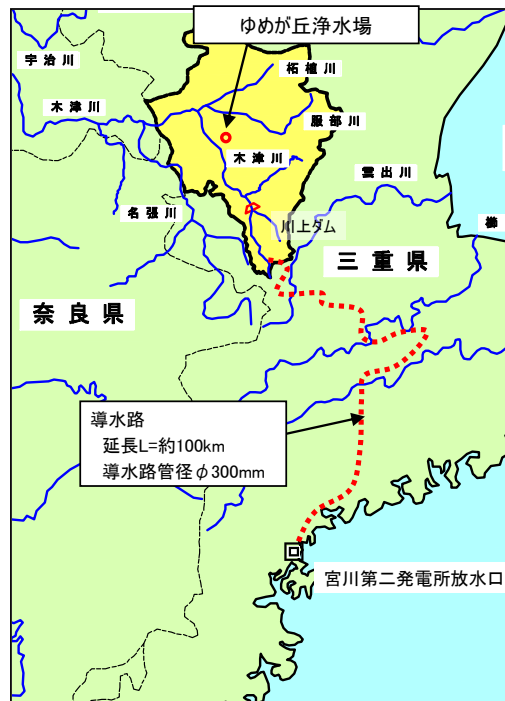 ゆめが丘浄水場
宇治川
柘植川
木津川
服部川
木津川
雲出川
名張川
川上ダム
櫛
三重県
奈良県
導水路
延長L=約100km
導水路管径φ300mm
宮川第二発電所放水口